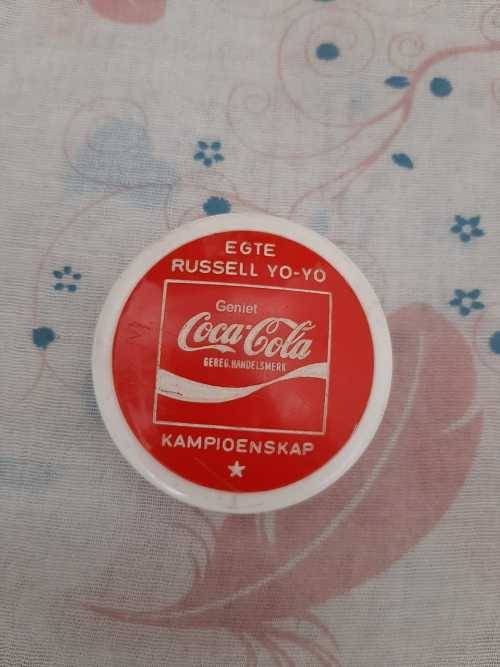 EGTE
RUSSELL YO-YO
Geniet
Coca-Cola
GEREG. HANDELSMERK
KAMPIOENSKAP